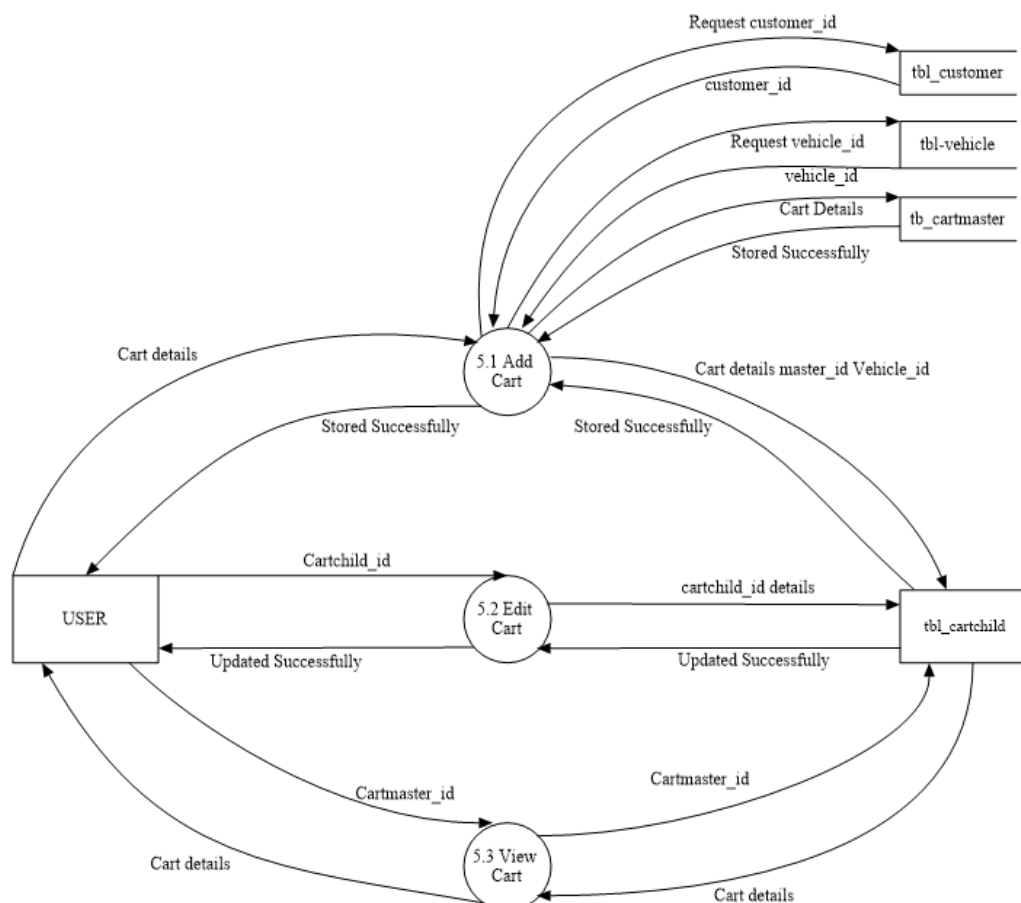 Request customer_id
tbl_customer
customer_id
Request vehicle_id
tbl-vehicle
vehicle_id
Cart Details
tb_cartmaster
Stored Successfully
Cart details
5.1 Add
Cart
Cart details master_id Vehicle_id
Stored Successfully
Stored Successfully
Cartchild_id
cartchild_id details
USER
5.2 Edit
Cart
tbl_cartchild
Updated Successfully
Updated Successfully
Cartmaster_id
Cartmaster_id
5.3 View
Cart
Cart details
Cart details